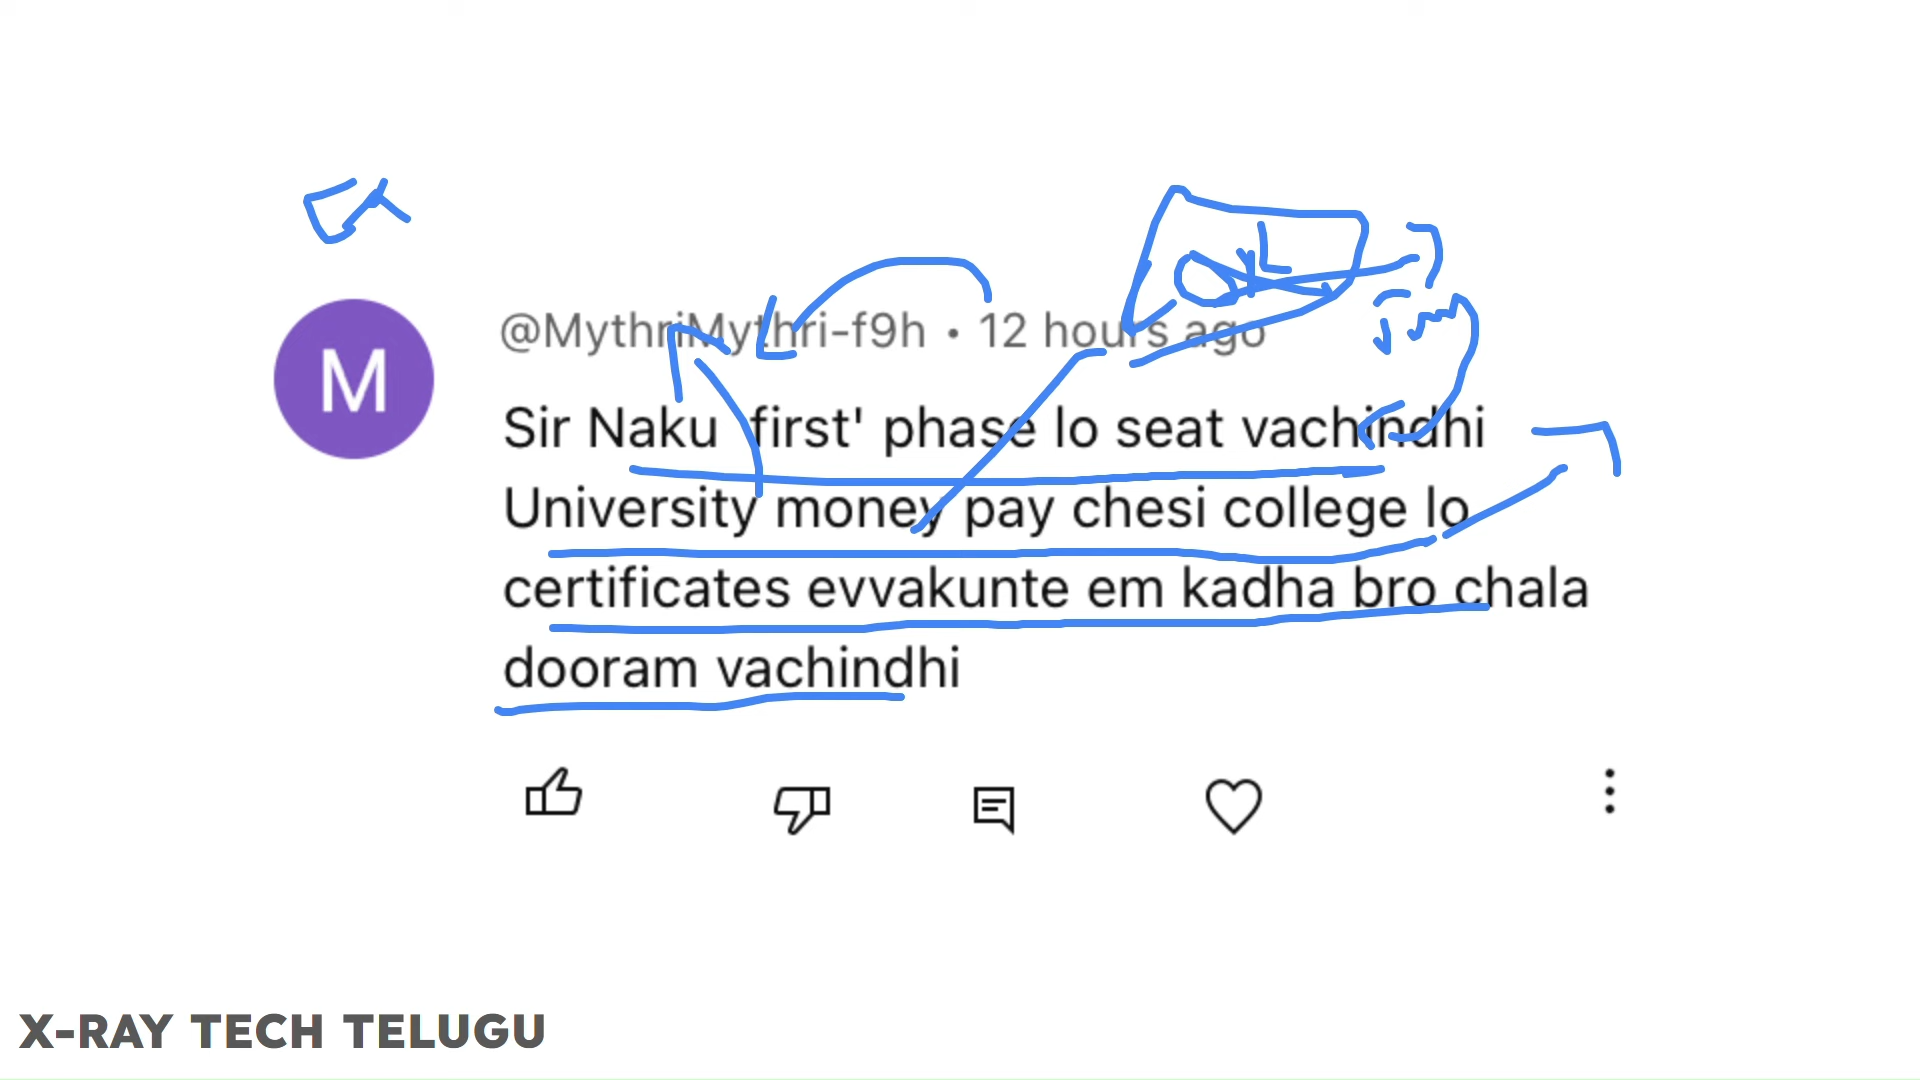 @MythriMythri-f9h • 12 hours ago
M
Sir Naku 'first' phase lo seat vachindhi
University money pay chesi college lo
certificates evvakunte em kadha bro chala
dooram vachindhi
X-RAY TECH TELUGU